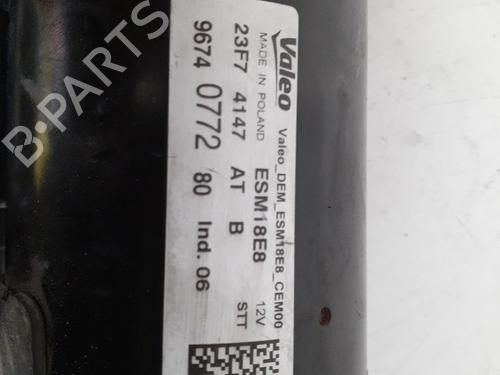 Valeo
Valeo_DEM_ESM18E8_CEM00
MADE IN POLAND
ESM18E8
12V
STT
23F7 4147 AT B
9674 0772 80 Ind. 06
B-PARTS